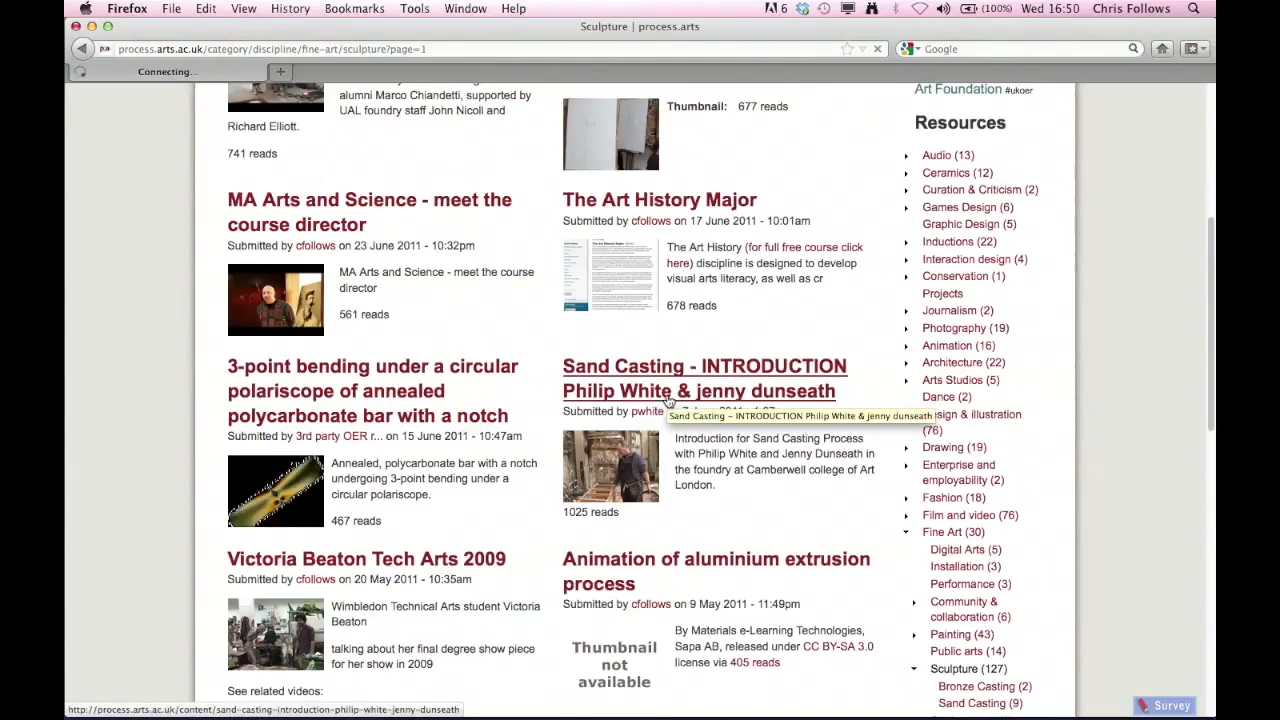 Firefox File Edit View History Bookmarks Tools Window Help 6 (100%) Wed 16:50 Chris Follows
Sculpture | process.arts
process.arts.ac.uk/category/discipline/fine-art/sculpture?page=1
Google
Connecting...
alumni Marco Chiandetti, supported by
UAL foundry staff John Nicoll and
Richard Elliott.
741 reads
Thumbnail: 677 reads
MA Arts and Science - meet the
course director
Submitted by cfollows on 23 June 2011 - 10:32pm
MA Arts and Science - meet the course
director
561 reads
The Art History Major
Submitted by cfollows on 17 June 2011 - 10:01am
The Art History (for full free course click
here) discipline is designed to develop
visual arts literacy, as well as cr
678 reads
3-point bending under a circular
polariscope of annealed
polycarbonate bar with a notch
Submitted by 3rd party OER r... on 15 June 2011 - 10:47am
Annealed, polycarbonate bar with a notch
undergoing 3-point bending under a
circular polariscope.
467 reads
Sand Casting - INTRODUCTION
Philip White & jenny dunseath
Submitted by pwhite
Sand Casting - INTRODUCTION Philip White & jenny dunseath
Introduction for Sand Casting Process
with Philip White and Jenny Dunseath in
the foundry at Camberwell college of Art
London.
1025 reads
Victoria Beaton Tech Arts 2009
Submitted by cfollows on 20 May 2011 - 10:35am
Wimbledon Technical Arts student Victoria
Beaton
talking about her final degree show piece
for her show in 2009
See related videos:
Animation of aluminium extrusion
process
Submitted by cfollows on 9 May 2011 - 11:49pm
Thumbnail
not
available
By Materials e-Learning Technologies,
Sapa AB, released under CC BY-SA 3.0
license via 405 reads
Art Foundation #ukoer
Resources
Audio (13)
Ceramics (12)
Curation & Criticism (2)
Games Design (6)
Graphic Design (5)
Inductions (22)
Interaction design (4)
Conservation (1)
Projects
Journalism (2)
Photography (19)
Animation (16)
Architecture (22)
Arts Studios (5)
Dance (2)
sign & illustration
(76)
Drawing (19)
Enterprise and
employability (2)
Fashion (18)
Film and video (76)
Fine Art (30)
Digital Arts (5)
Installation (3)
Performance (3)
Community &
collaboration (6)
Painting (43)
Public arts (14)
Sculpture (127)
Bronze Casting (2)
Sand Casting (9)
http://process.arts.ac.uk/content/sand-casting-introduction-philip-white-jenny-dunseath
Survey